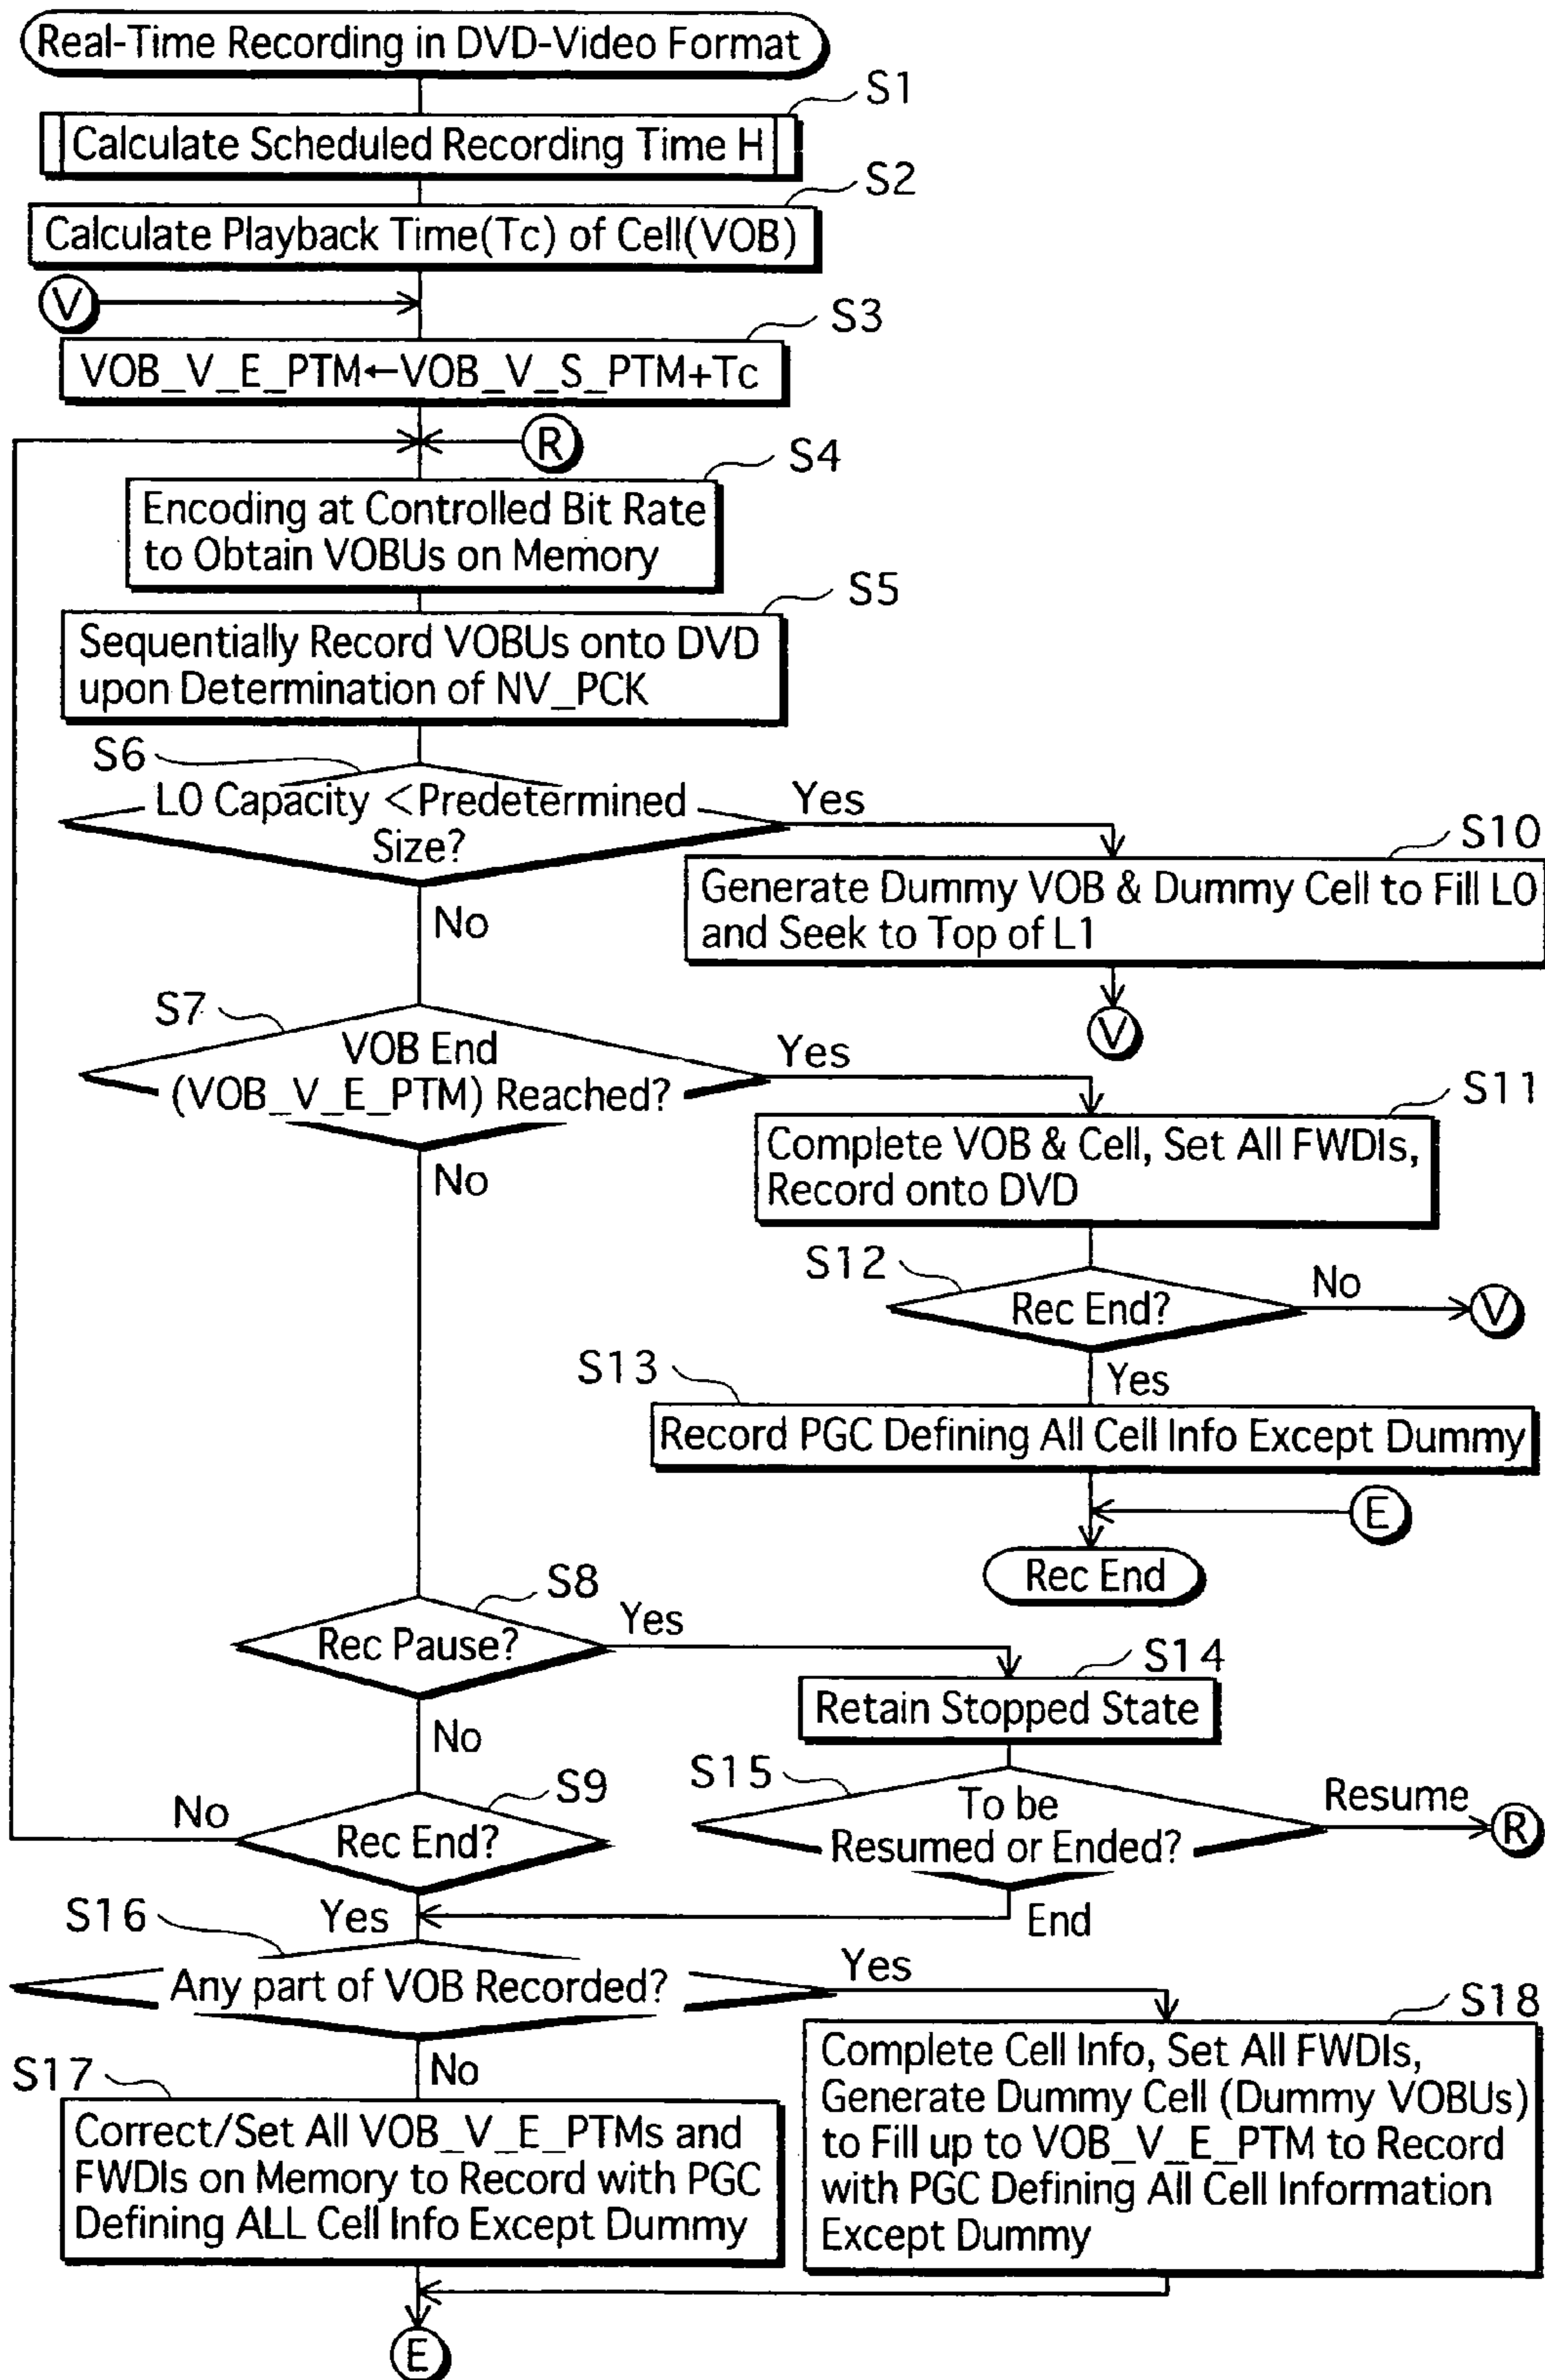 Real-Time Recording in DVD-Video Format
S1
Calculate Scheduled Recording Time H
S2
Calculate Playback Time(Tc) of Cell(VOB)
V
S3
VOB_V_E_PTM←VOB_V_S_PTM+Tc
R
S4
Encoding at Controlled Bit Rate
to Obtain VOBUs on Memory
S5
Sequentially Record VOBUs onto DVD
upon Determination of NV_PCK
S6
L0 Capacity <Predetermined
Size?
Yes
No
S10
Generate Dummy VOB & Dummy Cell to Fill L0
and Seek to Top of L1
V
S7
VOB End
(VOB_V_E_PTM) Reached?
Yes
No
S11
Complete VOB & Cell, Set All FWDIs,
Record onto DVD
S12
Rec End?
No
V
Yes
S13
Record PGC Defining All Cell Info Except Dummy
E
Rec End
S8
Rec Pause?
Yes
No
S14
Retain Stopped State
S15
To be
Resumed or Ended?
Resume
R
End
S9
Rec End?
No
Yes
S16
Any part of VOB Recorded?
Yes
No
S17
Correct/Set All VOB_V_E_PTMs and
FWDIs on Memory to Record with PGC
Defining ALL Cell Info Except Dummy
S18
Complete Cell Info, Set All FWDIs,
Generate Dummy Cell (Dummy VOBUs)
to Fill up to VOB_V_E_PTM to Record
with PGC Defining All Cell Information
Except Dummy
E